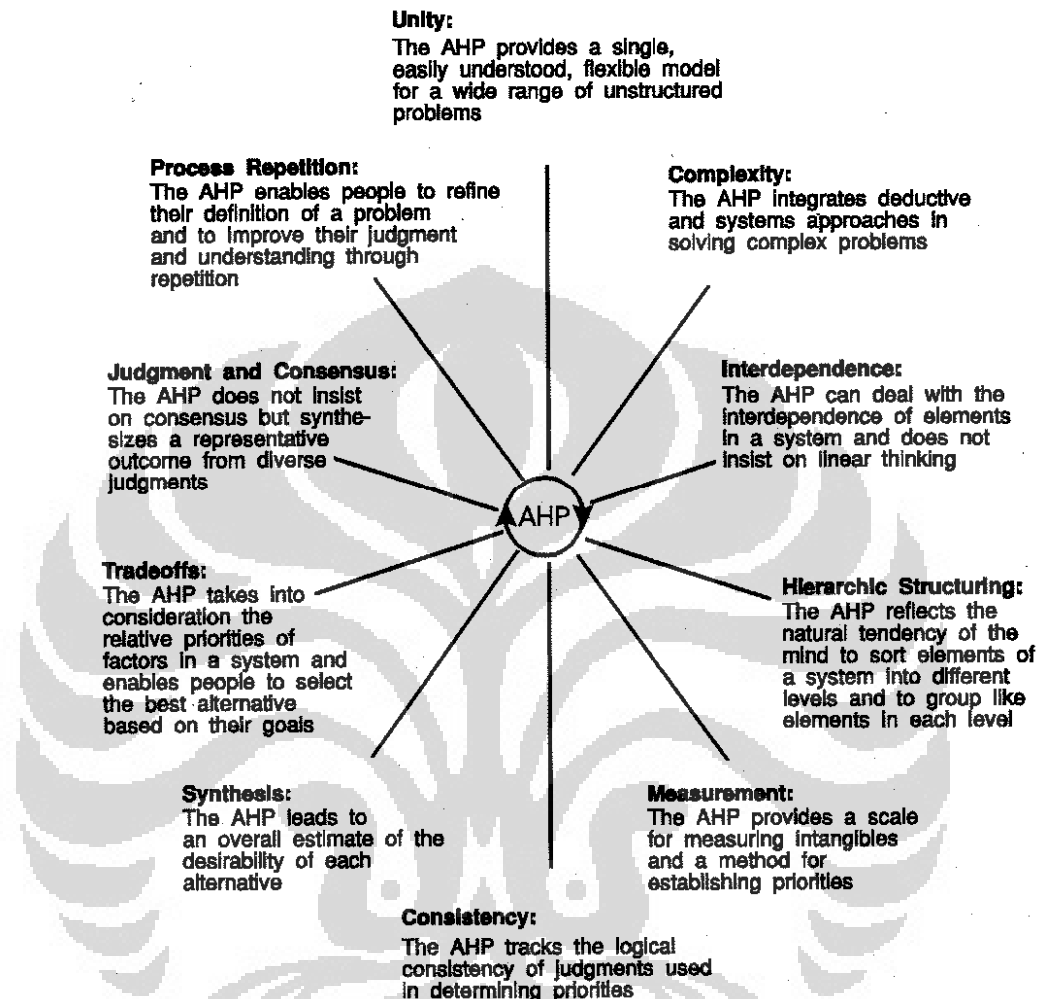 Unity:
The AHP provides a single,
easily understood, flexible model
for a wide range of unstructured
problems
Process Repetition:
The AHP enables people to refine
their definition of a problem
and to improve their judgment
and understanding through
repetition
Complexity:
The AHP integrates deductive
and systems approaches in
solving complex problems
Judgment and Consensus:
The AHP does not insist
on consensus but synthe-
sizes a representative
outcome from diverse
judgments
Interdependence:
The AHP can deal with the
interdependence of elements
in a system and does not
insist on linear thinking
AHP
Tradeoffs:
The AHP takes into
consideration the
relative priorities of
factors in a system and
enables people to select
the best alternative
based on their goals
Hierarchic Structuring:
The AHP reflects the
natural tendency of the
mind to sort elements of
a system into different
levels and to group like
elements in each level
Synthesis:
The AHP leads to
an overall estimate of the
desirability of each
alternative
Measurement:
The AHP provides a scale
for measuring intangibles
and a method for
establishing priorities
Consistency:
The AHP tracks the logical
consistency of judgments used
in determining priorities